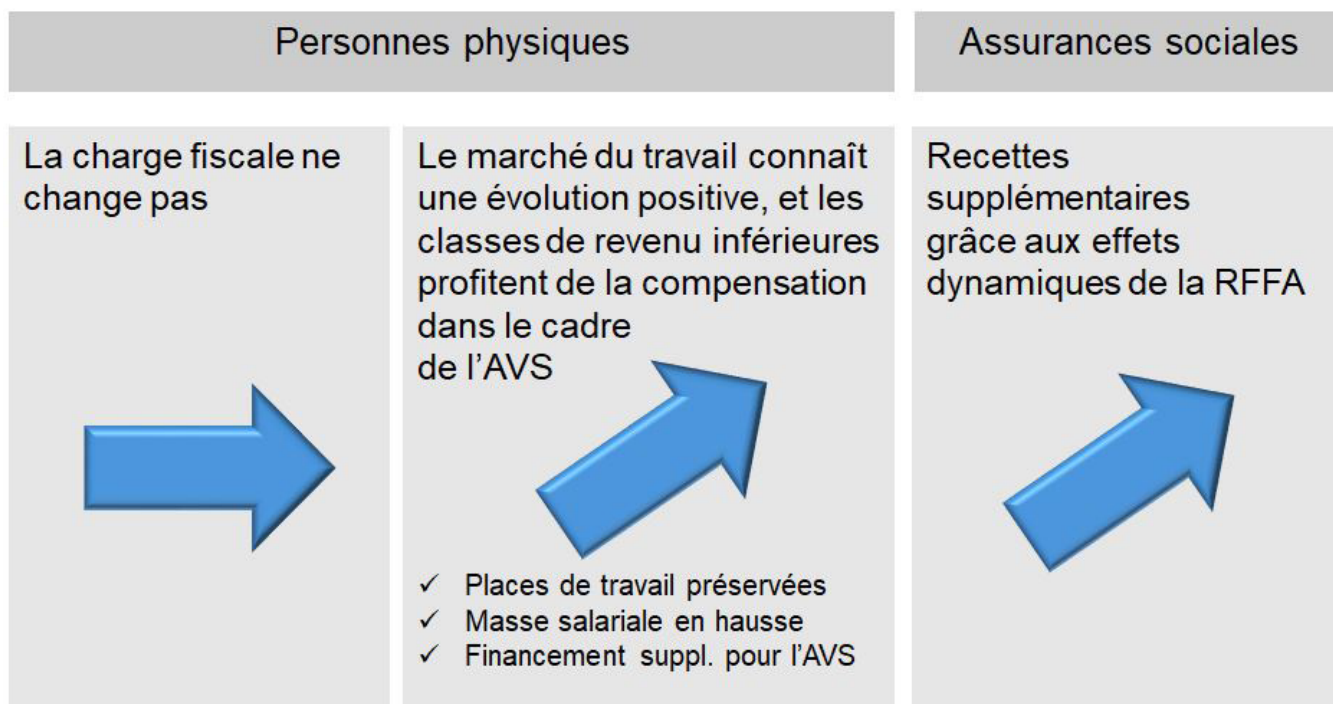 Personnes physiques
Assurances sociales
La charge fiscale ne
change pas
Le marché du travail connaît
une évolution positive, et les
classes de revenu inférieures
profitent de la compensation
dans le cadre
de l’AVS
✓ Places de travail préservées
✓ Masse salariale en hausse
✓ Financement suppl. pour l’AVS
Recettes
supplémentaires
grâce aux effets
dynamiques de la RFFA